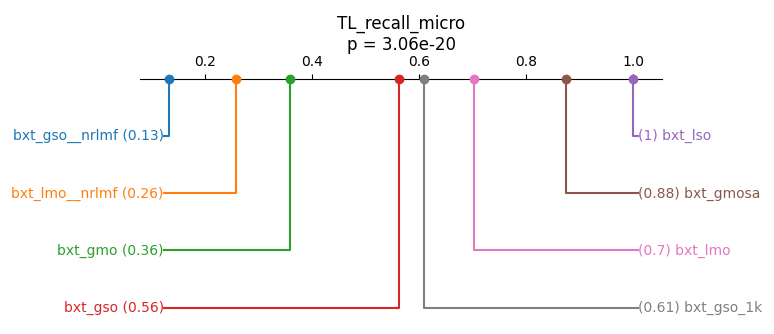 TL_recall_micro
p = 3.06e-20
0.2 0.4 0.6 0.8 1.0
bxt_gso__nrlmf (0.13) (1) bxt_lso
bxt_lmo__nrlmf (0.26) (0.88) bxt_gmosa
bxt_gmo (0.36) (0.7) bxt_lmo
bxt_gso (0.56) (0.61) bxt_gso_1k